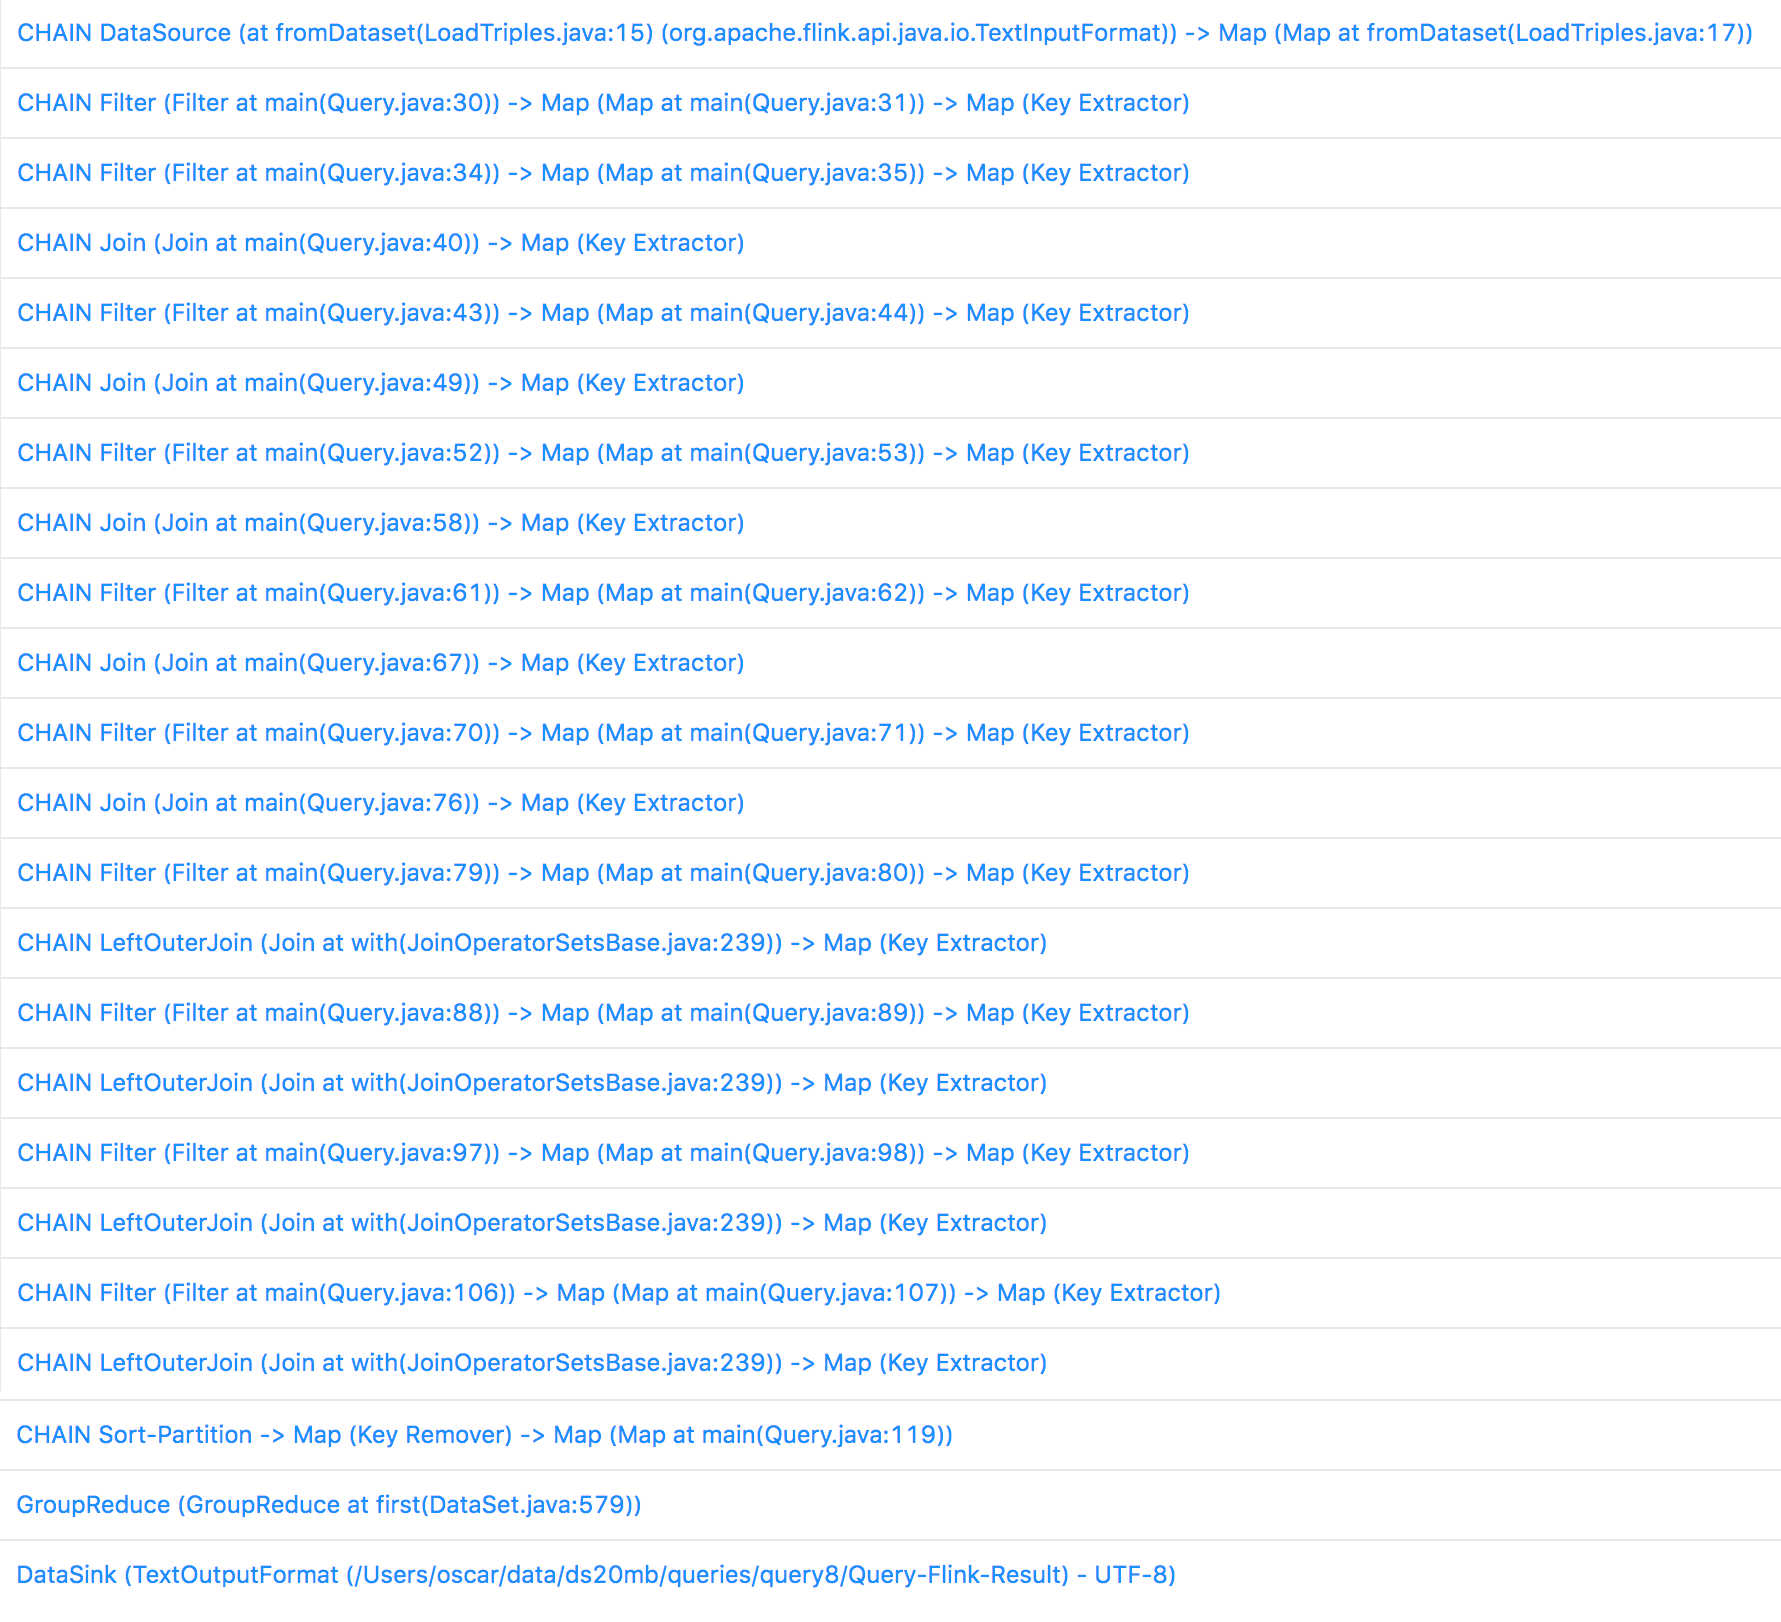 CHAIN DataSource (at fromDataset(LoadTriples.java:15) (org.apache.flink.api.java.io.TextInputFormat)) -> Map (Map at fromDataset(LoadTriples.java:17))
CHAIN Filter (Filter at main(Query.java:30)) -> Map (Map at main(Query.java:31)) -> Map (Key Extractor)
CHAIN Filter (Filter at main(Query.java:34)) -> Map (Map at main(Query.java:35)) -> Map (Key Extractor)
CHAIN Join (Join at main(Query.java:40)) -> Map (Key Extractor)
CHAIN Filter (Filter at main(Query.java:43)) -> Map (Map at main(Query.java:44)) -> Map (Key Extractor)
CHAIN Join (Join at main(Query.java:49)) -> Map (Key Extractor)
CHAIN Filter (Filter at main(Query.java:52)) -> Map (Map at main(Query.java:53)) -> Map (Key Extractor)
CHAIN Join (Join at main(Query.java:58)) -> Map (Key Extractor)
CHAIN Filter (Filter at main(Query.java:61)) -> Map (Map at main(Query.java:62)) -> Map (Key Extractor)
CHAIN Join (Join at main(Query.java:67)) -> Map (Key Extractor)
CHAIN Filter (Filter at main(Query.java:70)) -> Map (Map at main(Query.java:71)) -> Map (Key Extractor)
CHAIN Join (Join at main(Query.java:76)) -> Map (Key Extractor)
CHAIN Filter (Filter at main(Query.java:79)) -> Map (Map at main(Query.java:80)) -> Map (Key Extractor)
CHAIN LeftOuterJoin (Join at with(JoinOperatorSetsBase.java:239)) -> Map (Key Extractor)
CHAIN Filter (Filter at main(Query.java:88)) -> Map (Map at main(Query.java:89)) -> Map (Key Extractor)
CHAIN LeftOuterJoin (Join at with(JoinOperatorSetsBase.java:239)) -> Map (Key Extractor)
CHAIN Filter (Filter at main(Query.java:97)) -> Map (Map at main(Query.java:98)) -> Map (Key Extractor)
CHAIN LeftOuterJoin (Join at with(JoinOperatorSetsBase.java:239)) -> Map (Key Extractor)
CHAIN Filter (Filter at main(Query.java:106)) -> Map (Map at main(Query.java:107)) -> Map (Key Extractor)
CHAIN LeftOuterJoin (Join at with(JoinOperatorSetsBase.java:239)) -> Map (Key Extractor)
CHAIN Sort-Partition -> Map (Key Remover) -> Map (Map at main(Query.java:119))
GroupReduce (GroupReduce at first(DataSet.java:579))
DataSink (TextOutputFormat (/Users/oscar/data/ds20mb/queries/query8/Query-Flink-Result) - UTF-8)